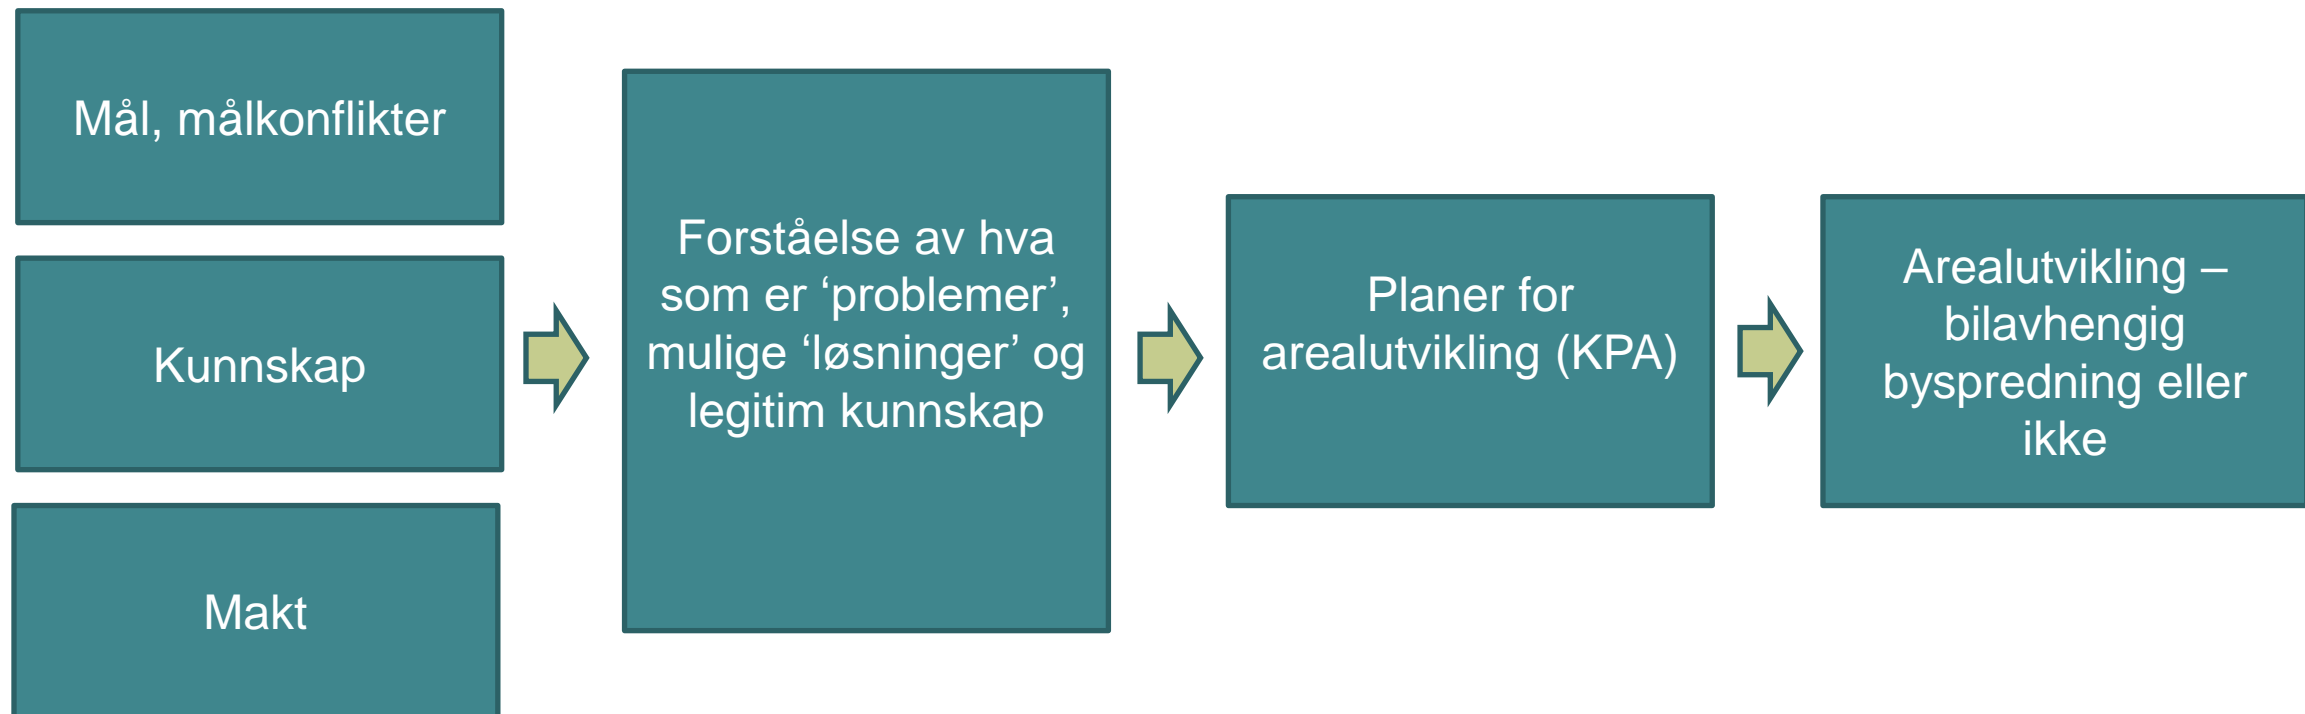 Mål, målkonflikter
Kunnskap
Makt
Forståelse av hva
som er ‘problemer’,
mulige ‘løsninger’ og
legitim kunnskap
Planer for
arealutvikling (KPA)
Arealutvikling –
bilavhengig
byspredning eller
ikke